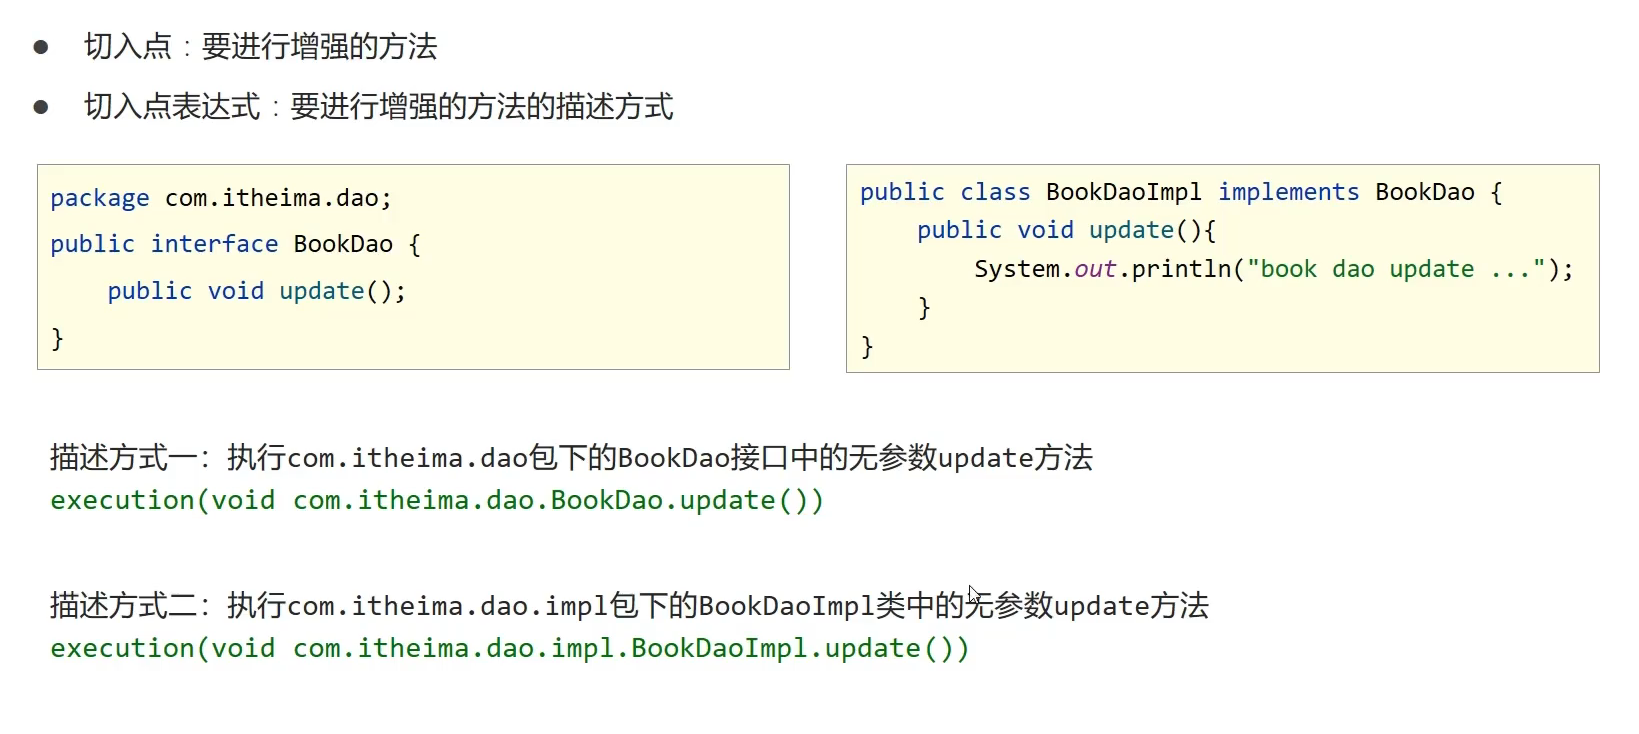 切入点：要进行增强的方法
切入点表达式：要进行增强的方法的描述方式
package com.itheima.dao;
public interface BookDao {
    public void update();
}
public class BookDaoImpl implements BookDao {
    public void update(){
        System.out.println("book dao update ...");
    }
}
描述方式一：执行com.itheima.dao包下的BookDao接口中的无参数update方法
execution(void com.itheima.dao.BookDao.update())
描述方式二：执行com.itheima.dao.impl包下的BookDaoImpl类中的无参数update方法
execution(void com.itheima.dao.impl.BookDaoImpl.update())